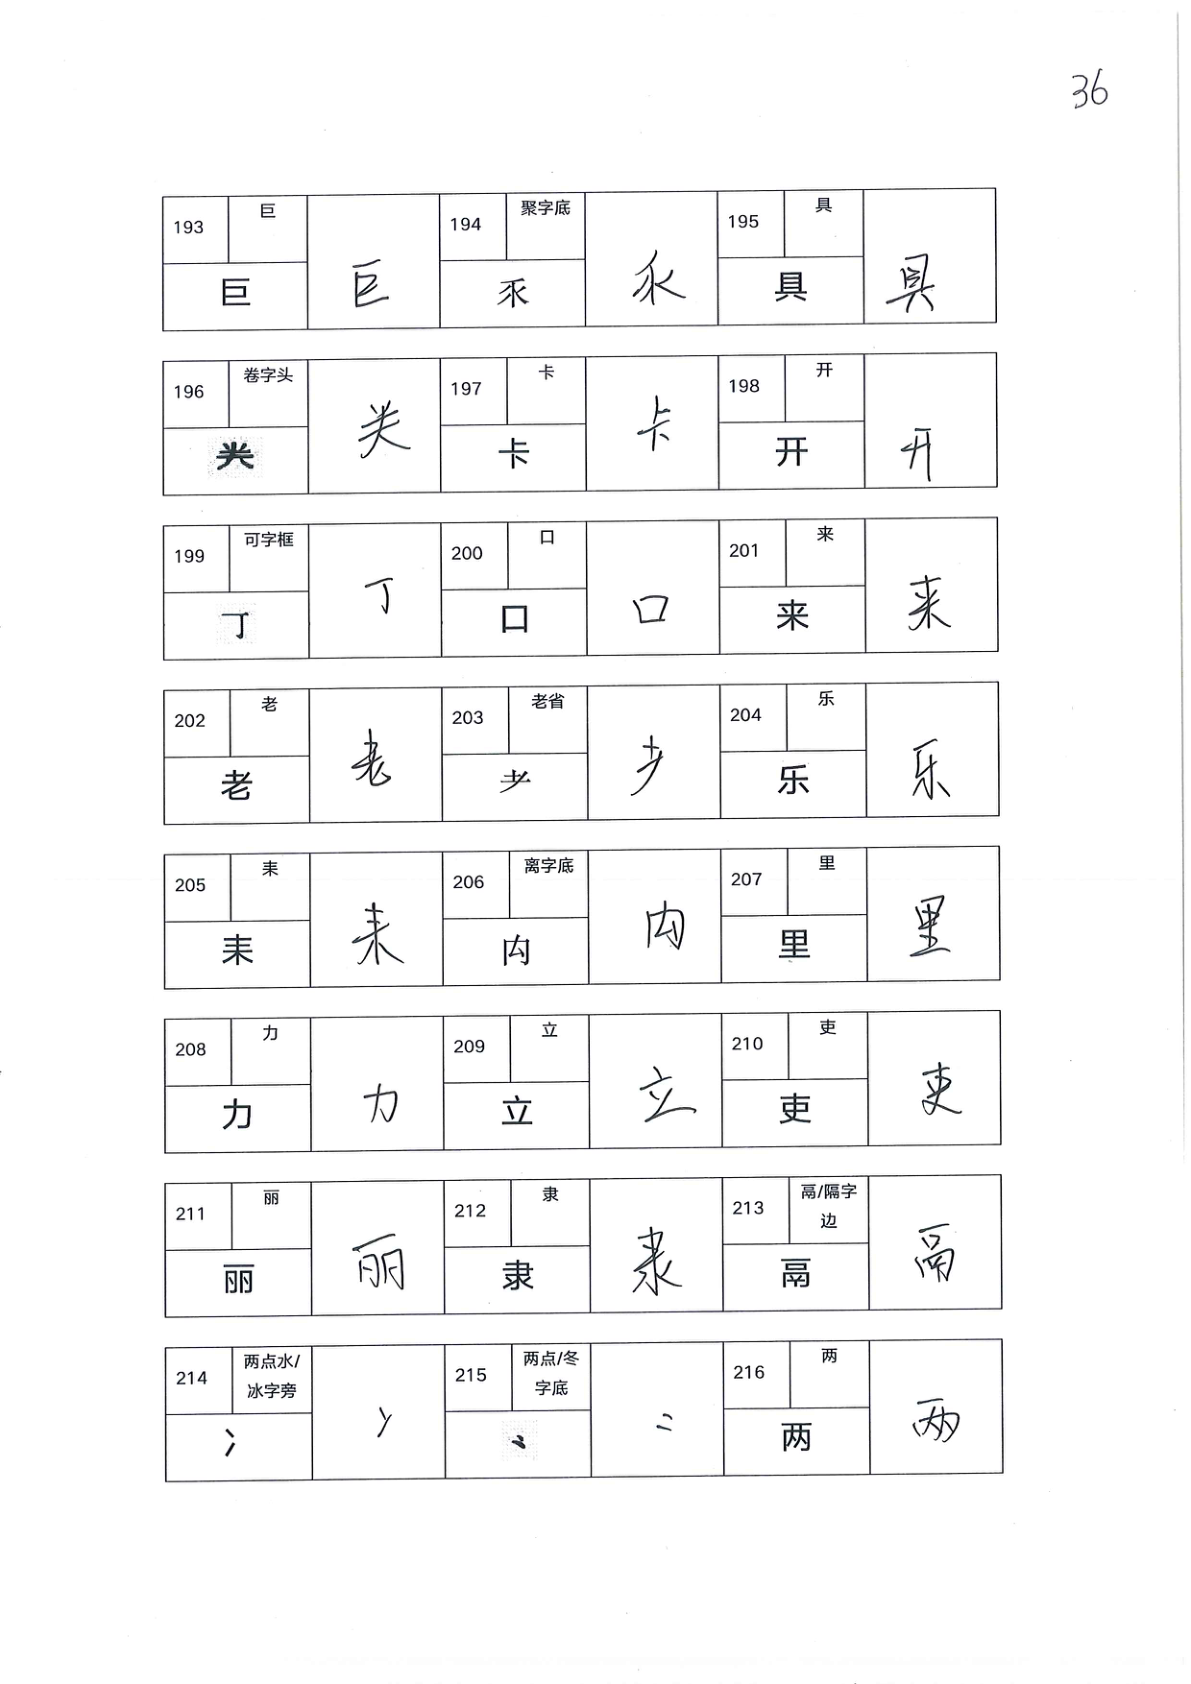 36
193 巨 巨 巨 194 聚字底 乑 乑 195 具 具 具
196 卷字头 龹 龹 197 卡 卡 卡 198 开 开 开
199 可字框 丁 丁 200 口 口 口 201 来 来 来
202 老 老 老 203 老省 耂 耂 204 乐 乐 乐
205 耒 耒 耒 206 离字底 禸 禸 207 里 里 里
208 力 力 力 209 立 立 立 210 吏 吏 吏
211 丽 丽 丽 212 隶 隶 隶 213 鬲/隔字边 鬲 鬲
214 两点水/冰字旁 冫 冫 215 两点/冬字底 ⺀ ⺀ 216 两 两 两